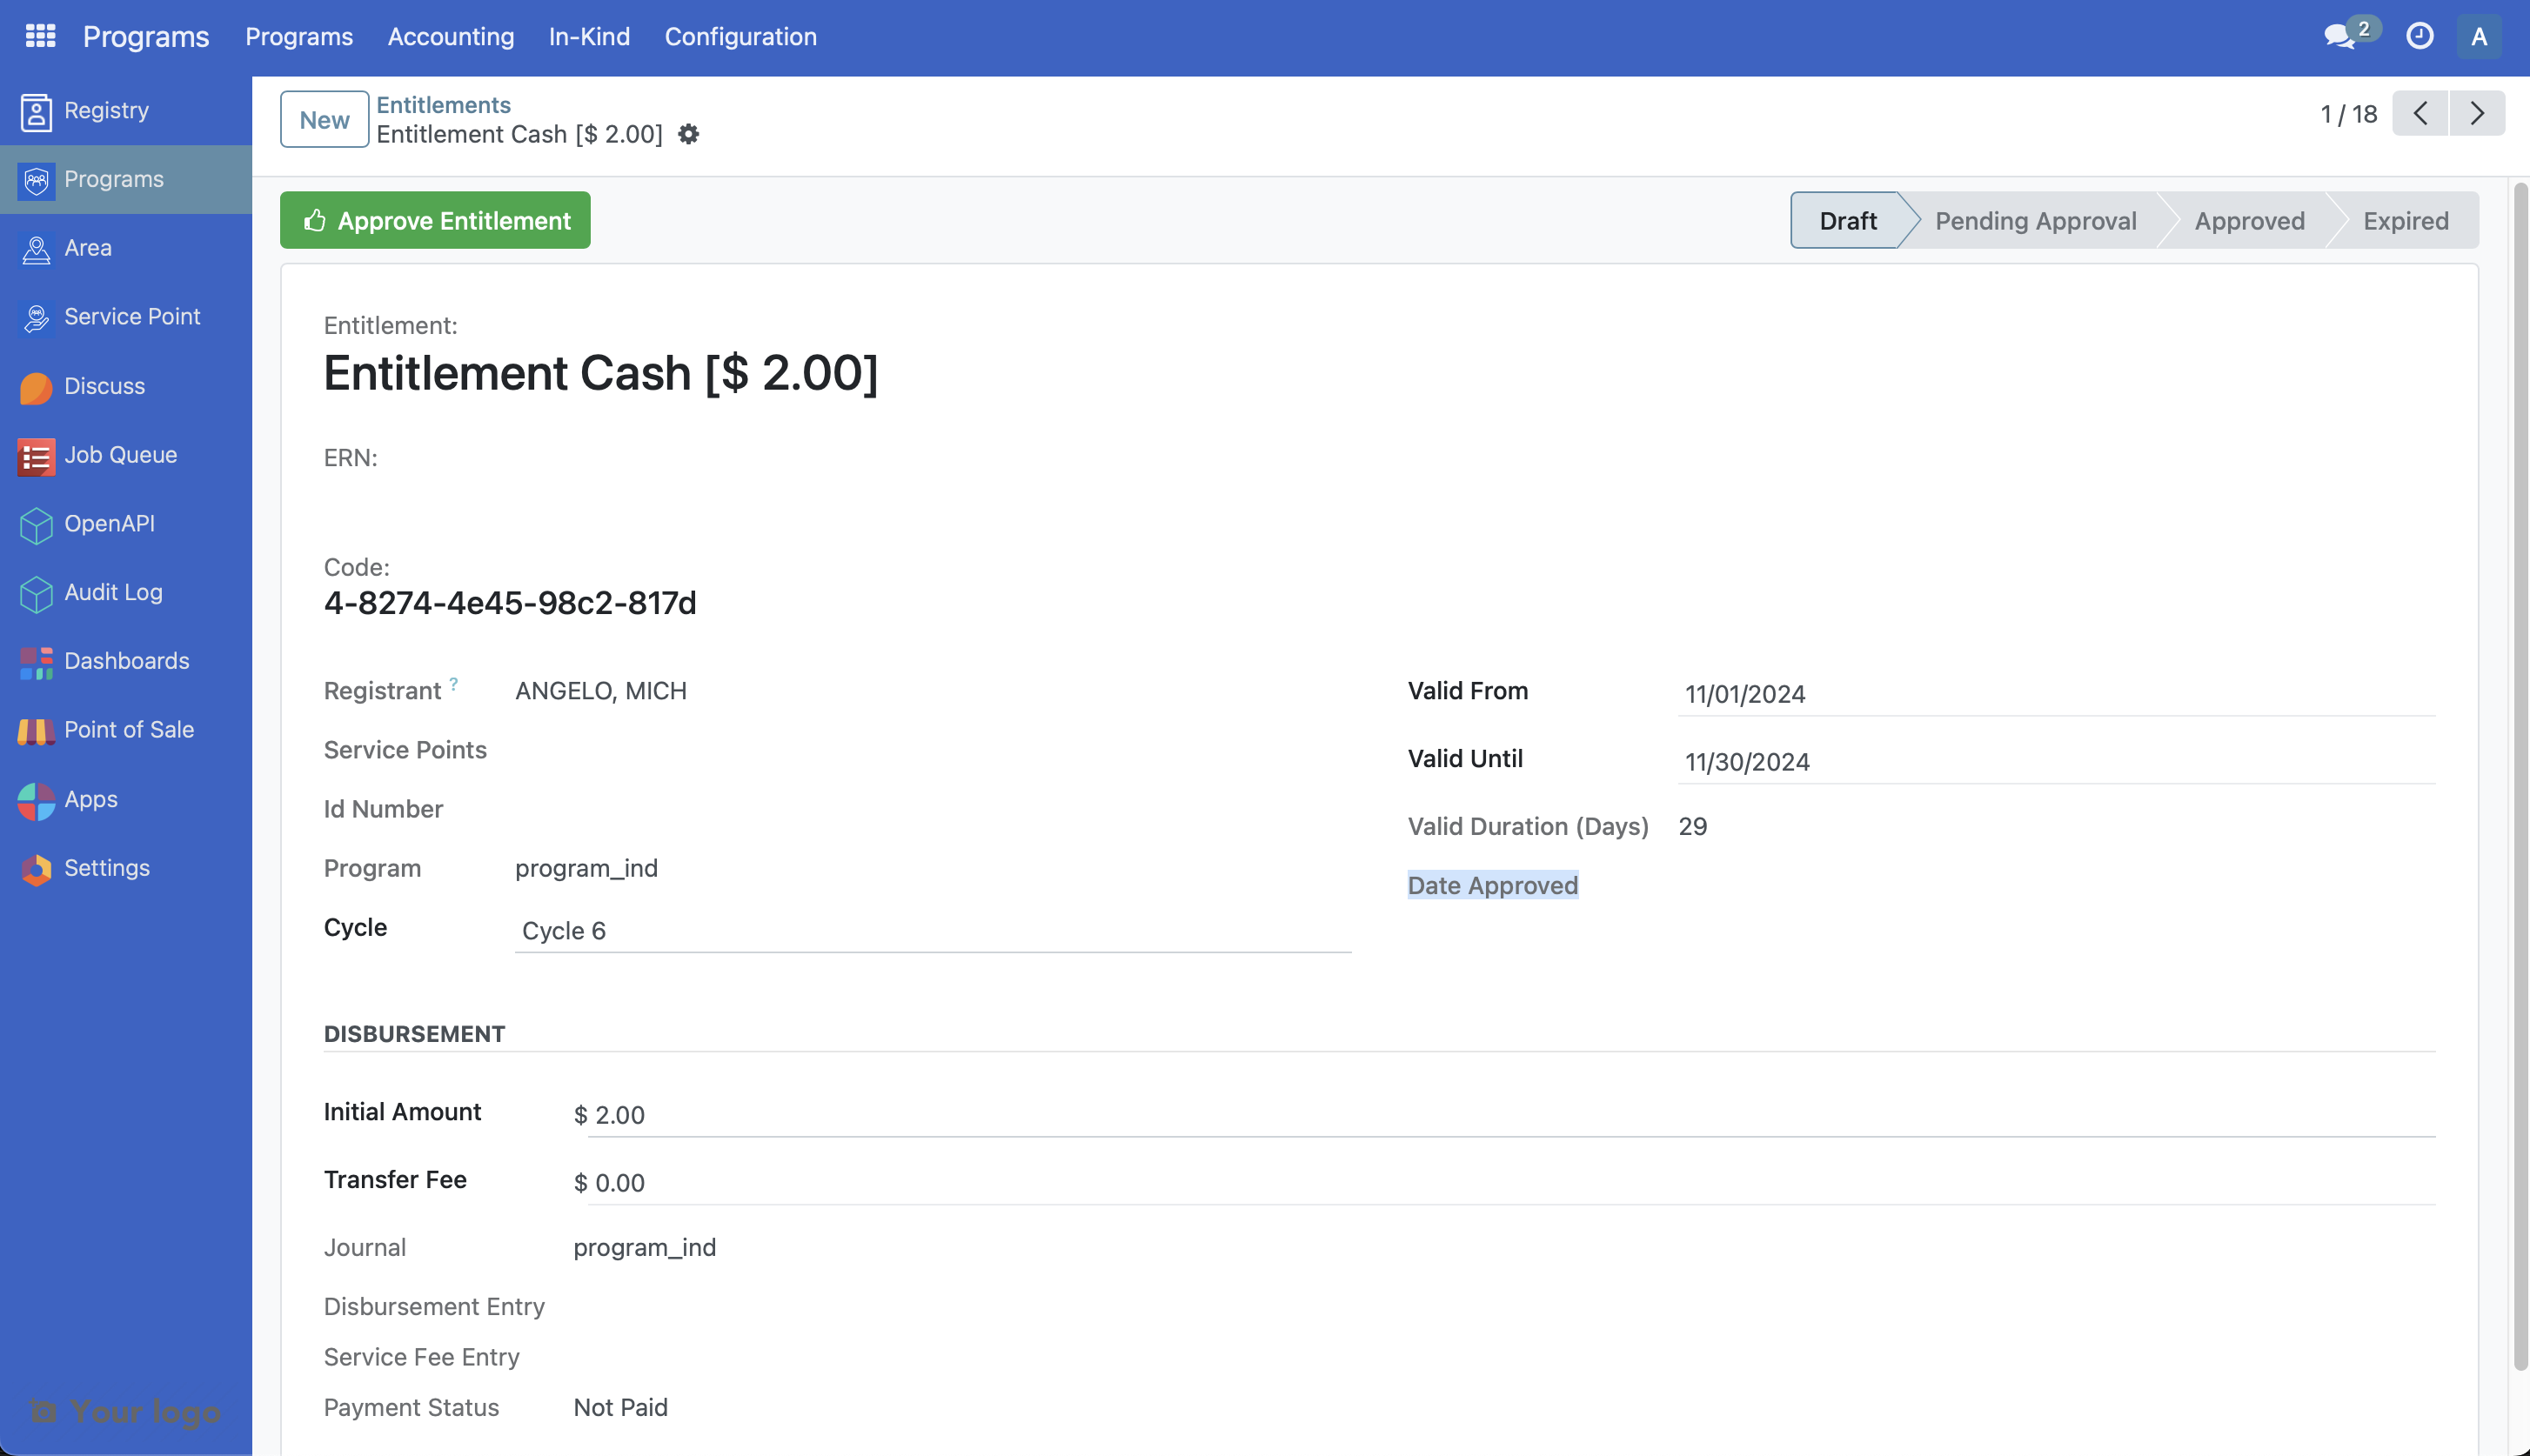 Programs Programs Accounting In-Kind Configuration 2 A
Registry
Programs
Area
Service Point
Discuss
Job Queue
OpenAPI
Audit Log
Dashboards
Point of Sale
Apps
Settings
Your logo
New
Entitlements
Entitlement Cash [$ 2.00]
1 / 18
Approve Entitlement
Draft Pending Approval Approved Expired
Entitlement:
Entitlement Cash [$ 2.00]
ERN:
Code:
4-8274-4e45-98c2-817d
Registrant ? ANGELO, MICH
Service Points
Id Number
Program program_ind
Cycle Cycle 6
Valid From 11/01/2024
Valid Until 11/30/2024
Valid Duration (Days) 29
Date Approved
DISBURSEMENT
Initial Amount $ 2.00
Transfer Fee $ 0.00
Journal program_ind
Disbursement Entry
Service Fee Entry
Payment Status Not Paid